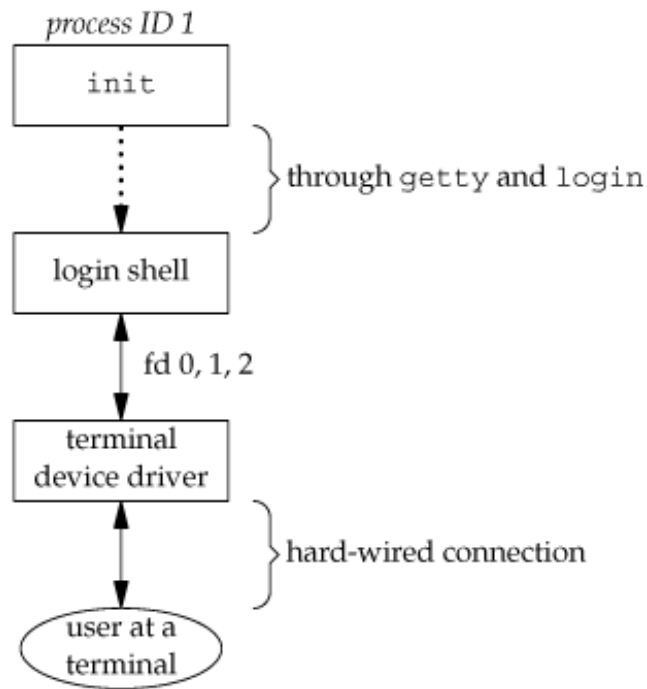 process ID 1
init
through getty and login
login shell
fd 0, 1, 2
terminal
device driver
hard-wired connection
user at a
terminal